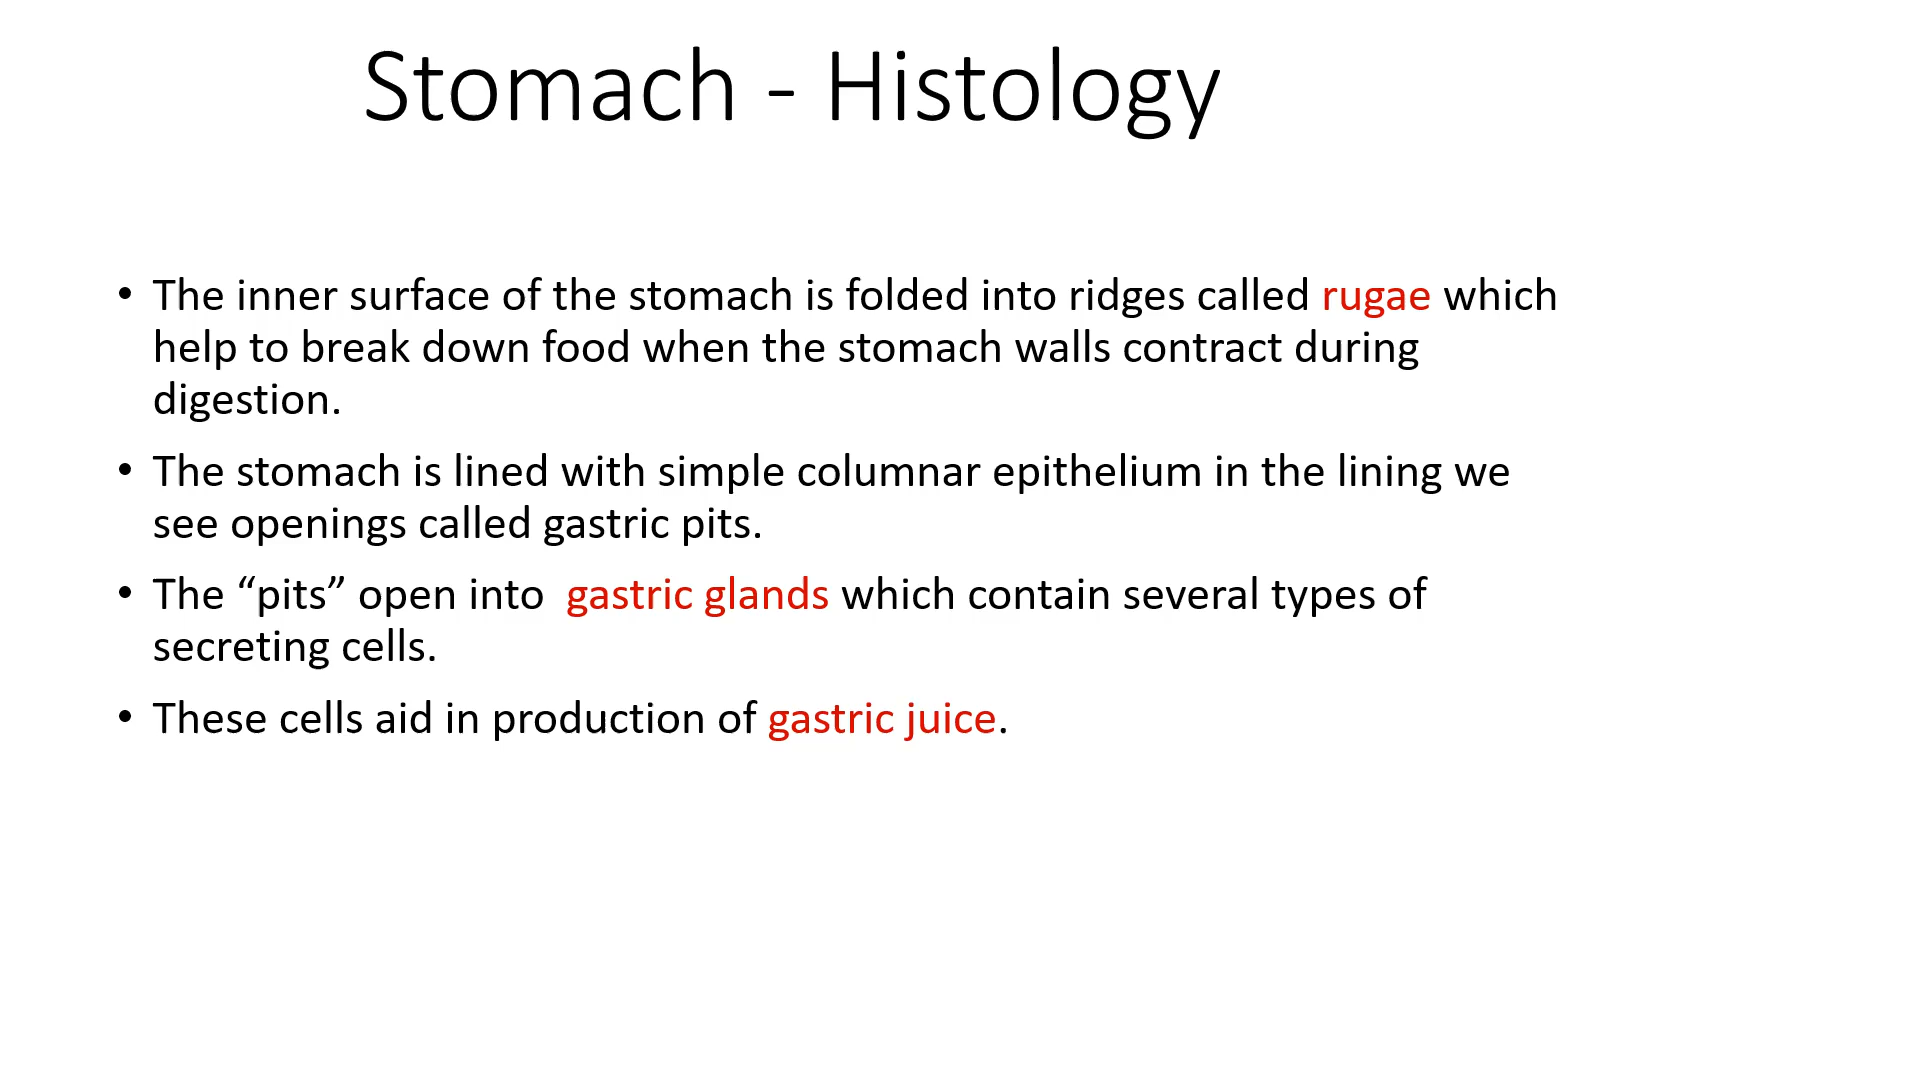 Stomach - Histology
• The inner surface of the stomach is folded into ridges called rugae which
help to break down food when the stomach walls contract during
digestion.
• The stomach is lined with simple columnar epithelium in the lining we
see openings called gastric pits.
• The “pits” open into  gastric glands which contain several types of
secreting cells.
• These cells aid in production of gastric juice.